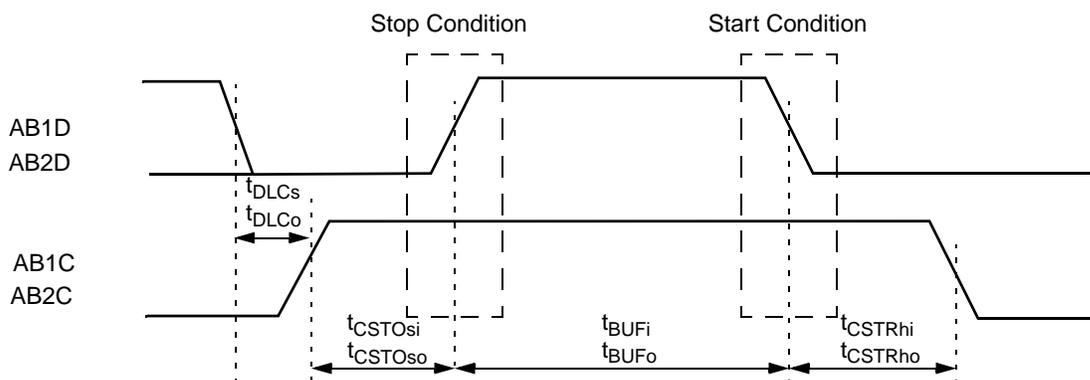 Stop Condition
Start Condition
AB1D
AB2D
tDLCs
tDLCo
AB1C
AB2C
tCSTOsi
tCSTOso
tBUFi
tBUFo
tCSTRhi
tCSTRho